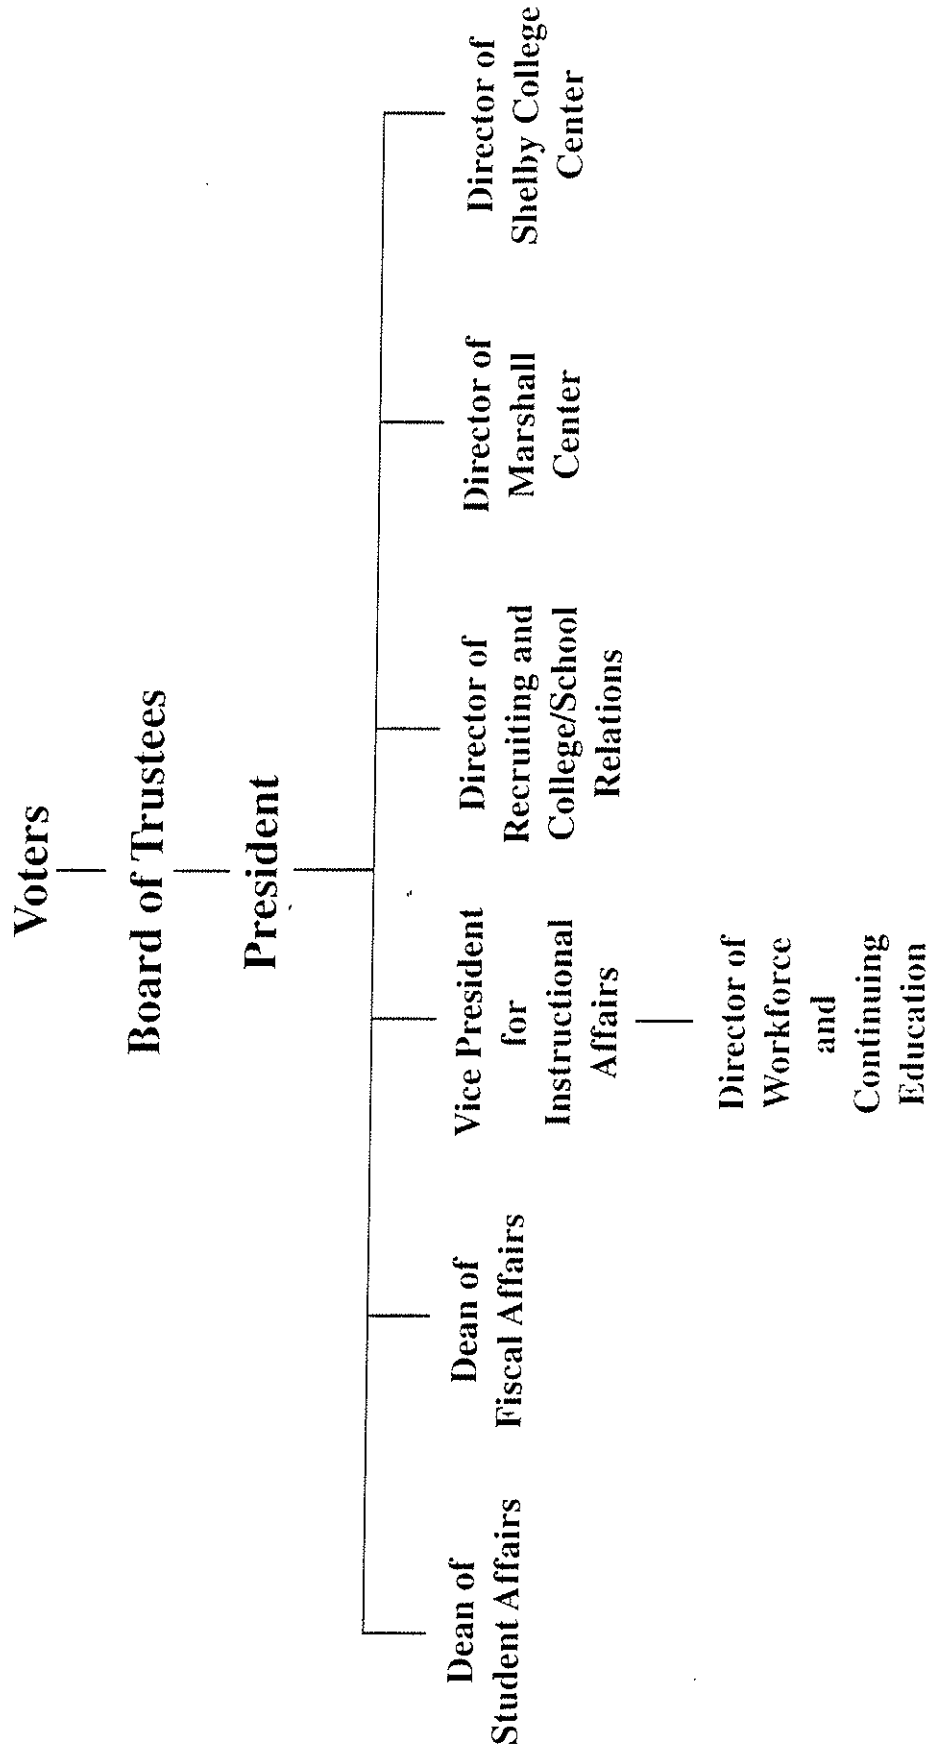 Voters
Board of Trustees
President
Dean of
Student Affairs
Dean of
Fiscal Affairs
Vice President
for
Instructional
Affairs
Director of
Recruiting and
College/School
Relations
Director of
Marshall
Center
Director of
Shelby College
Center
Director of
Workforce
and
Continuing
Education